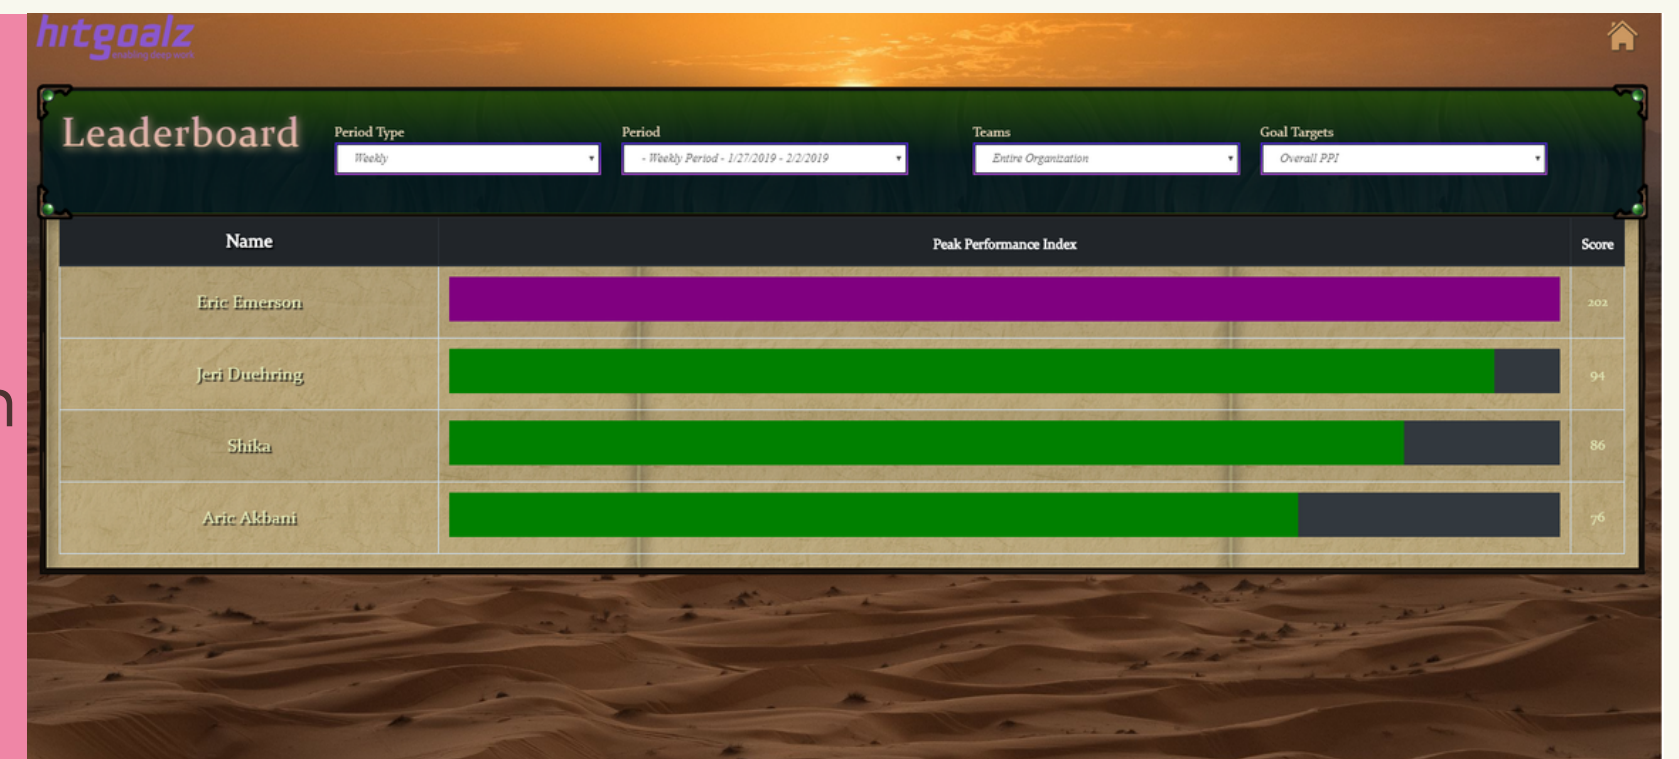 hitgoalz
Leaderboard
Period Type
Period
Teams
Goal Targets
Weekly
- Weekly Period - 1/27/2019 - 2/2/2019
Entire Organization
Overall PPI
Name
Peak Performance Index
Score
Eric Emerson
202
Jeri Duehring
94
Shika
86
Aric Akbani
76